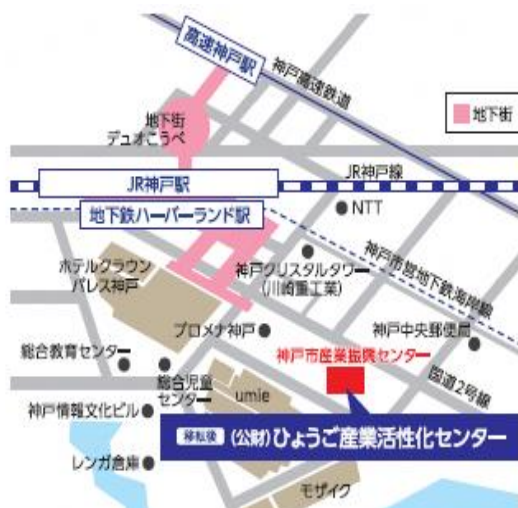 高速神戸駅
神戸高速鉄道
地下街
地下街
デュオこうべ
JR神戸線
JR神戸駅
NTT
地下鉄ハーバーランド駅
神戸市営地下鉄海岸線
ホテルクラウン
パレス神戸
神戸クリスタルタワー
(川崎重工業)
プロメナ神戸
神戸中央郵便局
総合教育センター
神戸市産業振興センター
国道2号線
総合児童
センター
umie
神戸情報文化ビル
移転後 (公財)ひょうご産業活性化センター
レンガ倉庫
モザイク